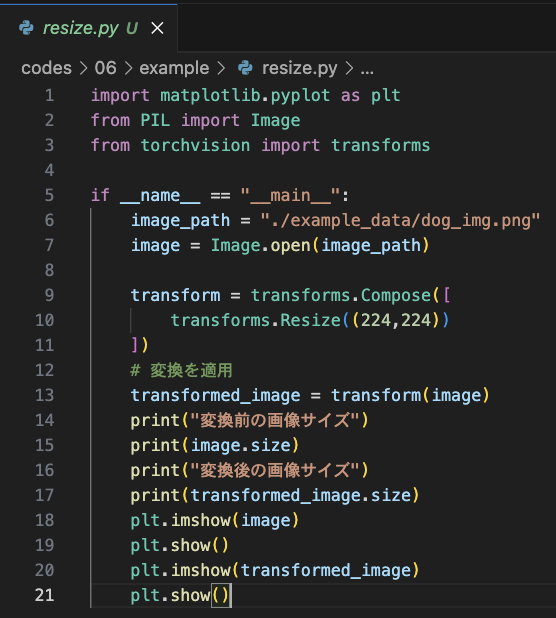 resize.py U ×
codes > 06 > example > resize.py > ...
1 import matplotlib.pyplot as plt
2 from PIL import Image
3 from torchvision import transforms
4
5 if __name__ == "__main__":
6     image_path = "./example_data/dog_img.png"
7     image = Image.open(image_path)
8
9     transform = transforms.Compose([
10         transforms.Resize((224,224))
11     ])
12     # 変換を適用
13     transformed_image = transform(image)
14     print("変換前の画像サイズ")
15     print(image.size)
16     print("変換後の画像サイズ")
17     print(transformed_image.size)
18     plt.imshow(image)
19     plt.show()
20     plt.imshow(transformed_image)
21     plt.show()